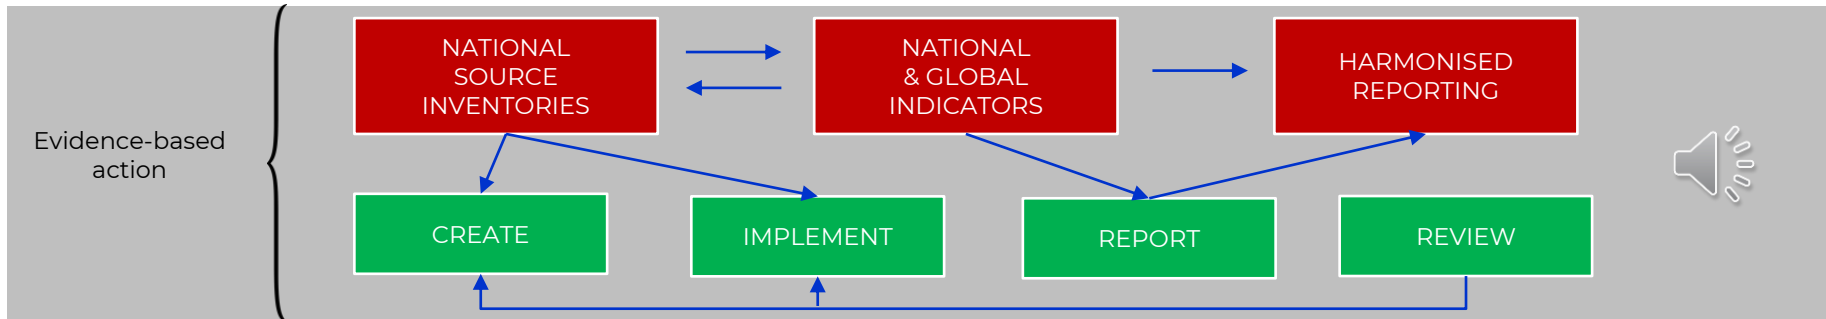 Evidence-based
action
NATIONAL
SOURCE
INVENTORIES
NATIONAL
& GLOBAL
INDICATORS
HARMONISED
REPORTING
CREATE
IMPLEMENT
REPORT
REVIEW